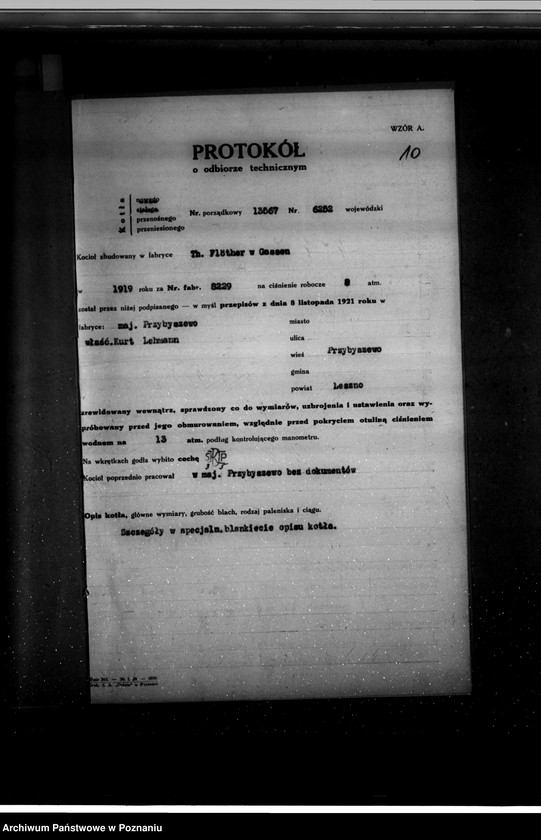 WZÓR A.
10
PROTOKÓŁ
o odbiorze technicznym
Kotła
przenośnego
przeniesionego
Nr. porządkowy 13567 Nr. 6252 wojewódzki
Kocioł zbudowany w fabryce Th. Flöther w Gassen
w 1919 roku za Nr. fabr. 8229 na ciśnienie robocze 8 atm.
został przez niżej podpisanego — w myśl przepisów z dnia 8 listopada 1921 roku w
fabryce: maj. Przybyszewo
właść.Kurt Lehmann
miasto
ulica
wieś Przybyszewo
gmina
powiat Leszno
zrewidowany wewnątrz, sprawdzony co do wymiarów, uzbrojenia i ustawienia oraz wy-
próbowany przed jego obmurowaniem, względnie przed pokryciem otuliną ciśnieniem
wodnem na 13 atm. podług kontrolującego manometru.
Na wkrętkach godła wybito cechę
Kocioł poprzednio pracował w maj. Przybyszewo bez dokumentów
Opis kotła, główne wymiary, grubość blach, rodzaj paleniska i ciągu.
Szczegóły w specjaln.blankiecie opisu kotła.
Archiwum Państwowe w Poznaniu